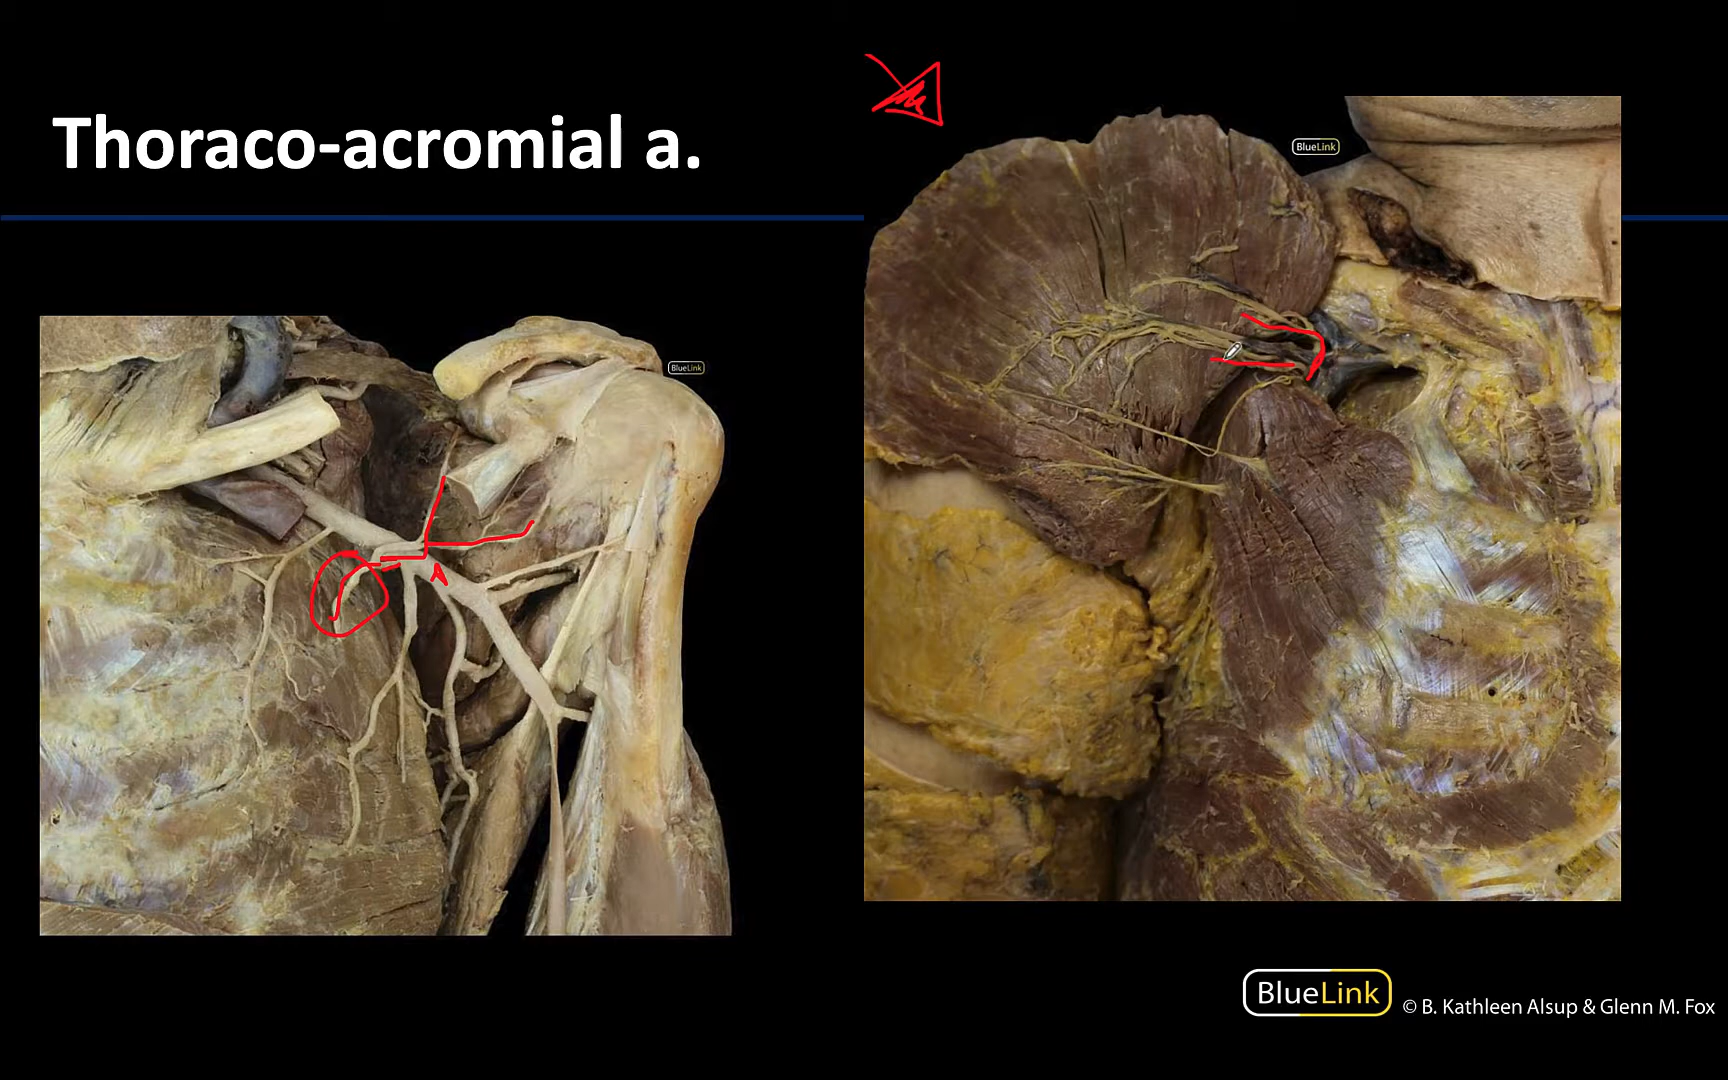 Thoraco-acromial a.
BlueLink
BlueLink
BlueLink
© B. Kathleen Alsup & Glenn M. Fox